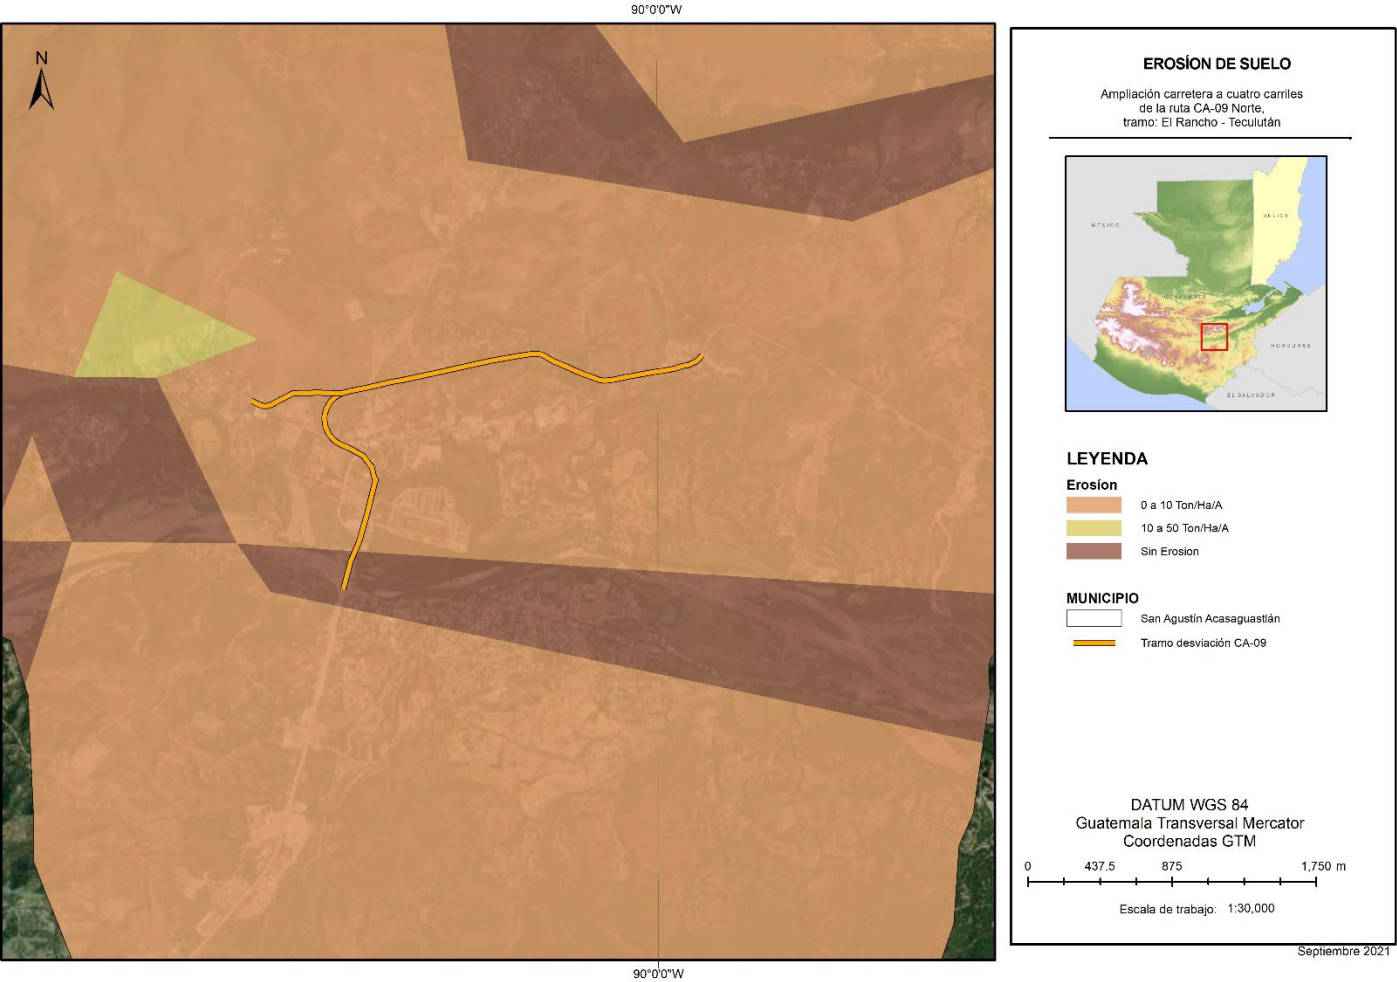 90°0'0"W
N
EROSÍON DE SUELO
Ampliación carretera a cuatro carriles
de la ruta CA-09 Norte,
tramo: El Rancho - Teculután
BELICE
MEXICO
GUATEMALA
HONDURAS
EL SALVADOR
LEYENDA
Erosíon
0 a 10 Ton/Ha/A
10 a 50 Ton/Ha/A
Sin Erosion
MUNICIPIO
San Agustín Acasaguastlán
Tramo desviación CA-09
DATUM WGS 84
Guatemala Transversal Mercator
Coordenadas GTM
0 437.5 875 1,750 m
Escala de trabajo: 1:30,000
Septiembre 2021
90°0'0"W